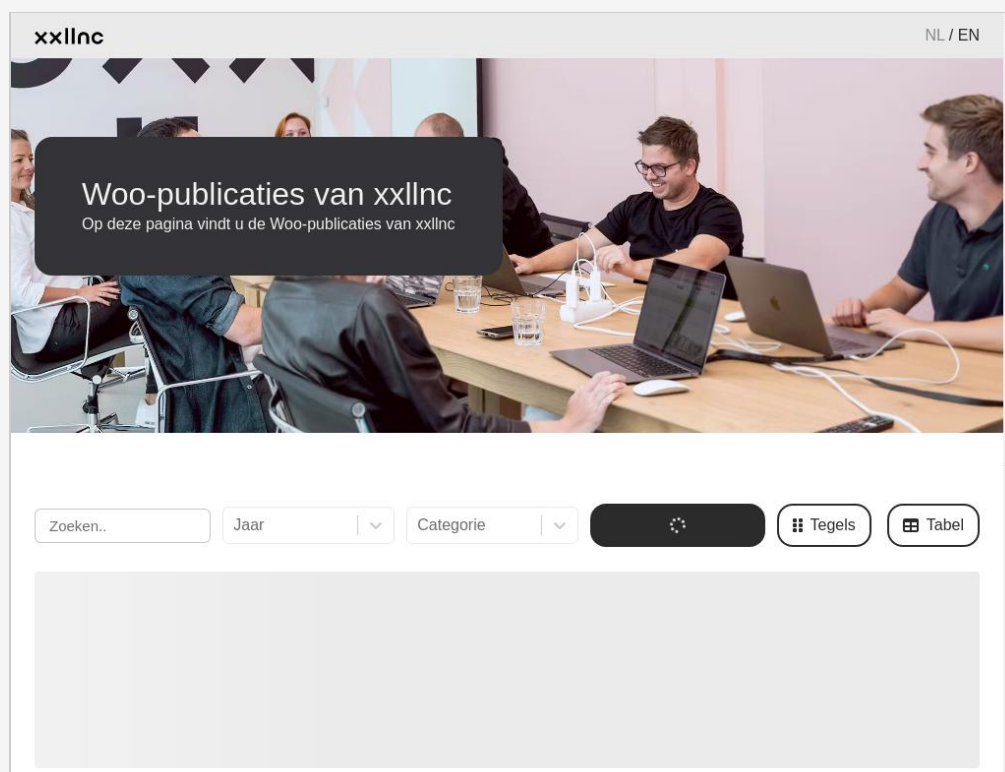 xxllnc
NL / EN
Woo-publicaties van xxllnc
Op deze pagina vindt u de Woo-publicaties van xxllnc
Zoeken..
Jaar
Categorie
Tegels
Tabel